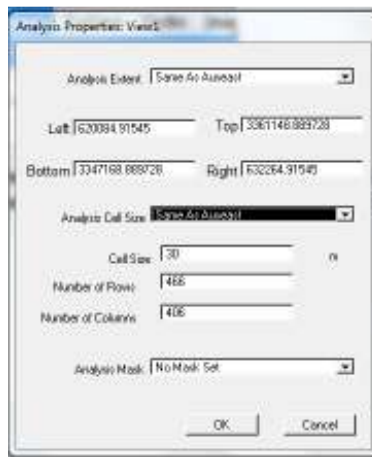 Analysis Properties: View1
Analysis Extent Same As Auseast
Left 620084.91545 Top 3361148.889728
Bottom 3347168.889728 Right 632264.91545
Analysis Cell Size Same As Auseast
Cell Size 30 m
Number of Rows 466
Number of Columns 406
Analysis Mask No Mask Set
OK Cancel